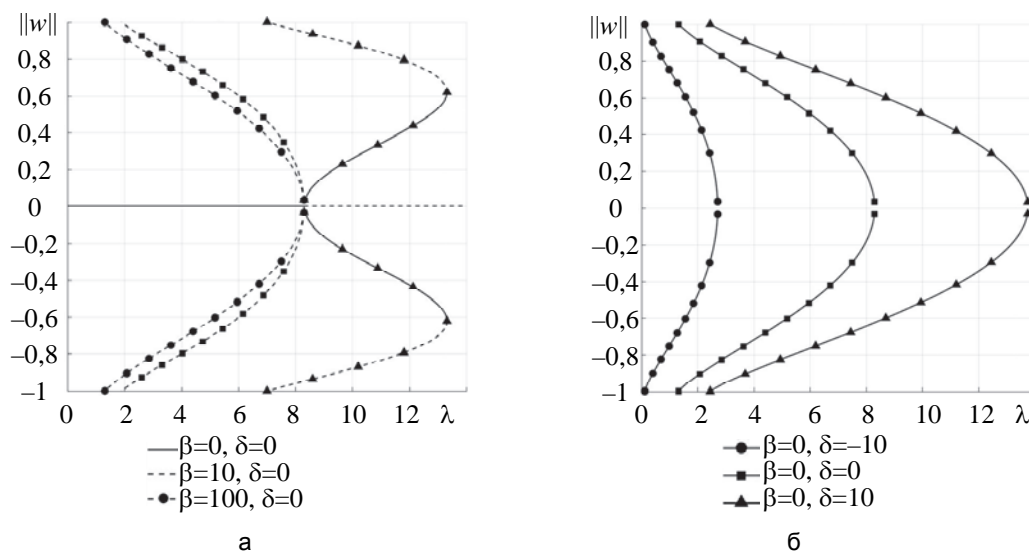 ||w||
0,8
0,6
0,4
0,2
0
–0,2
–0,4
–0,6
–0,8
–1
0 2 4 6 8 10 12 λ
β=0, δ=0
β=10, δ=0
β=100, δ=0
а
||w||
0,8
0,6
0,4
0,2
0
–0,2
–0,4
–0,6
–0,8
–1
0 2 4 6 8 10 12 λ
β=0, δ=–10
β=0, δ=0
β=0, δ=10
б